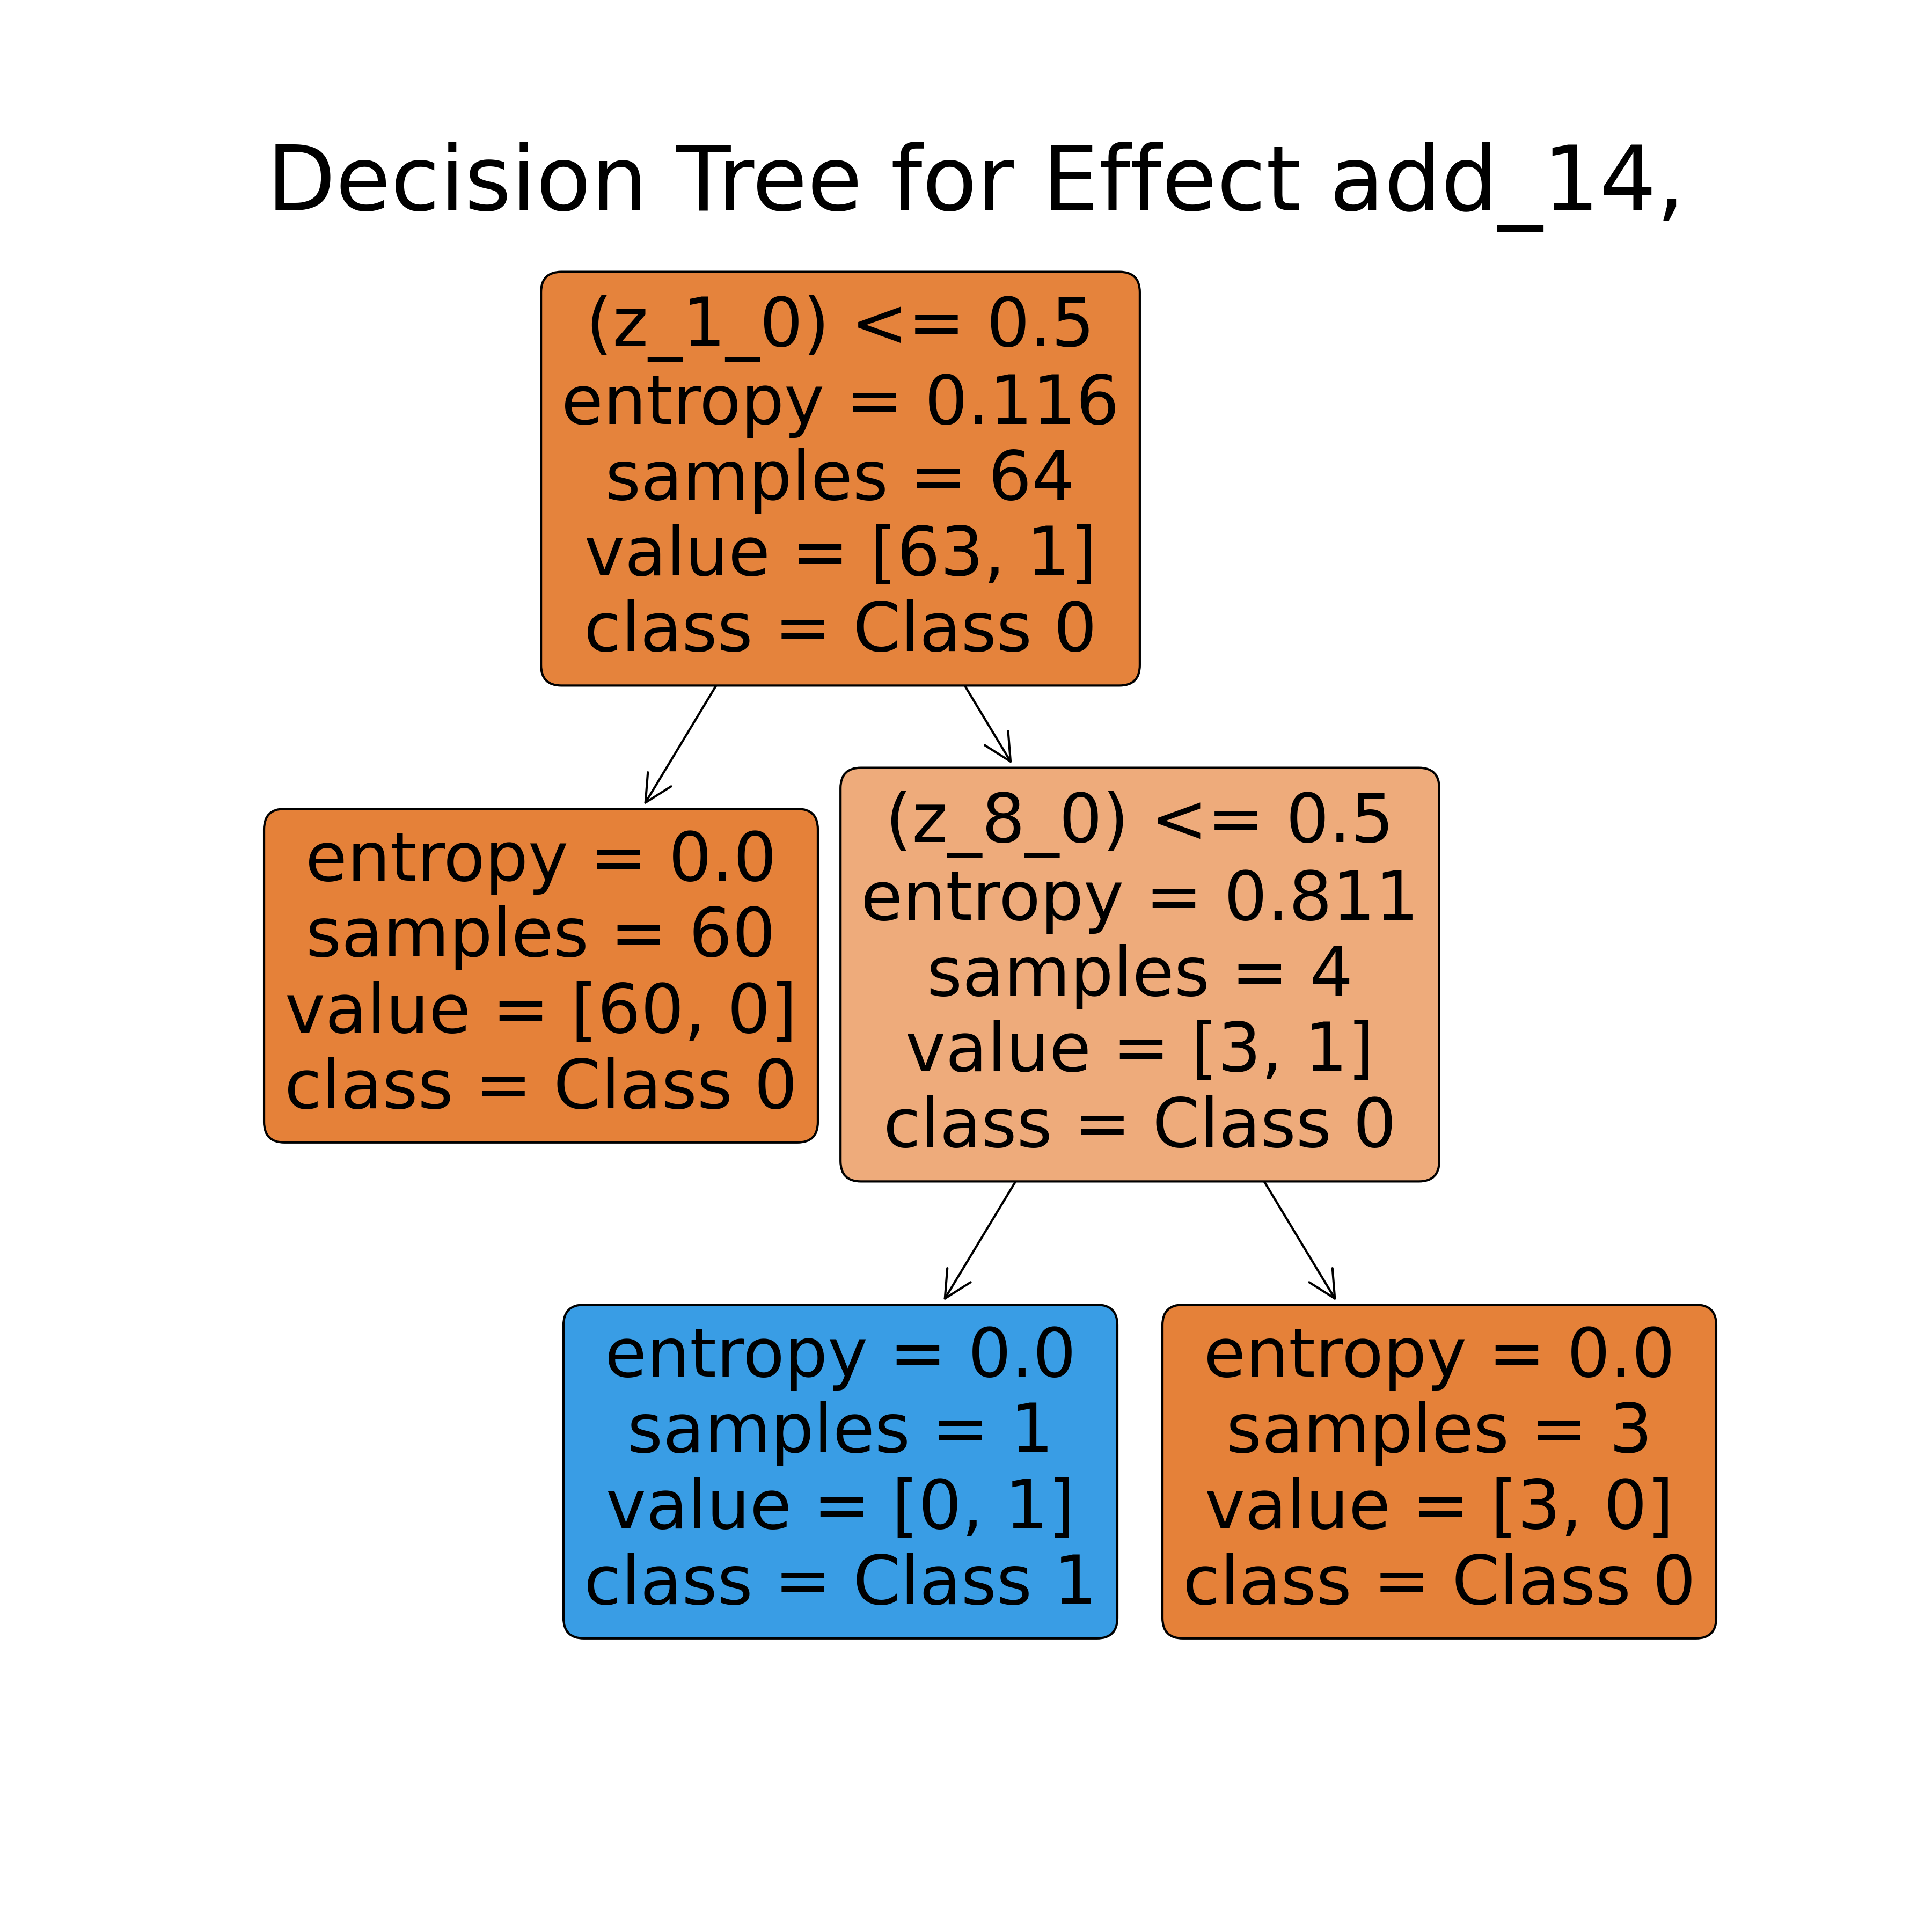 Decision Tree for Effect add_14,
(z_1_0) <= 0.5
entropy = 0.116
samples = 64
value = [63, 1]
class = Class 0
entropy = 0.0
samples = 60
value = [60, 0]
class = Class 0
(z_8_0) <= 0.5
entropy = 0.811
samples = 4
value = [3, 1]
class = Class 0
entropy = 0.0
samples = 1
value = [0, 1]
class = Class 1
entropy = 0.0
samples = 3
value = [3, 0]
class = Class 0